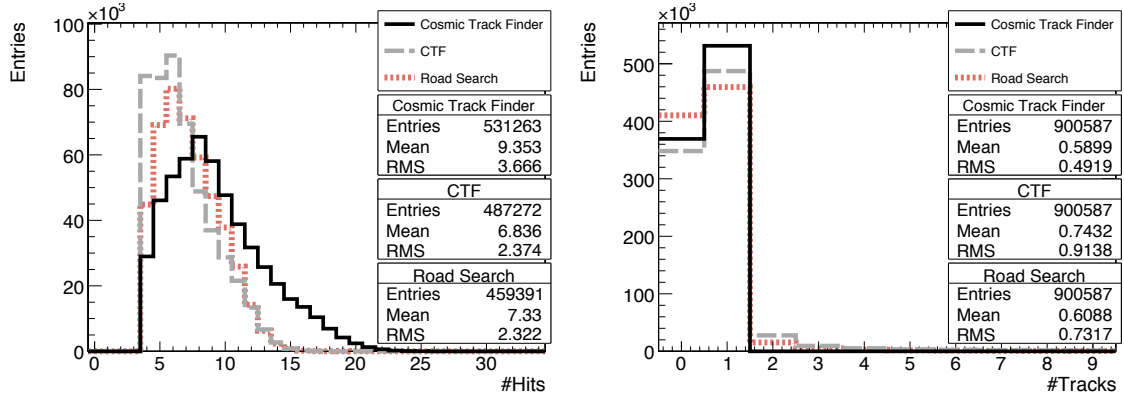 ×10³
Entries
100
80
60
40
20
0
0 5 10 15 20 25 30
#Hits
Cosmic Track Finder
CTF
Road Search
Cosmic Track Finder
Entries 531263
Mean 9.353
RMS 3.666
CTF
Entries 487272
Mean 6.836
RMS 2.374
Road Search
Entries 459391
Mean 7.33
RMS 2.322
×10³
Entries
500
400
300
200
100
0
0 1 2 3 4 5 6 7 8 9
#Tracks
Cosmic Track Finder
CTF
Road Search
Cosmic Track Finder
Entries 900587
Mean 0.5899
RMS 0.4919
CTF
Entries 900587
Mean 0.7432
RMS 0.9138
Road Search
Entries 900587
Mean 0.6088
RMS 0.7317